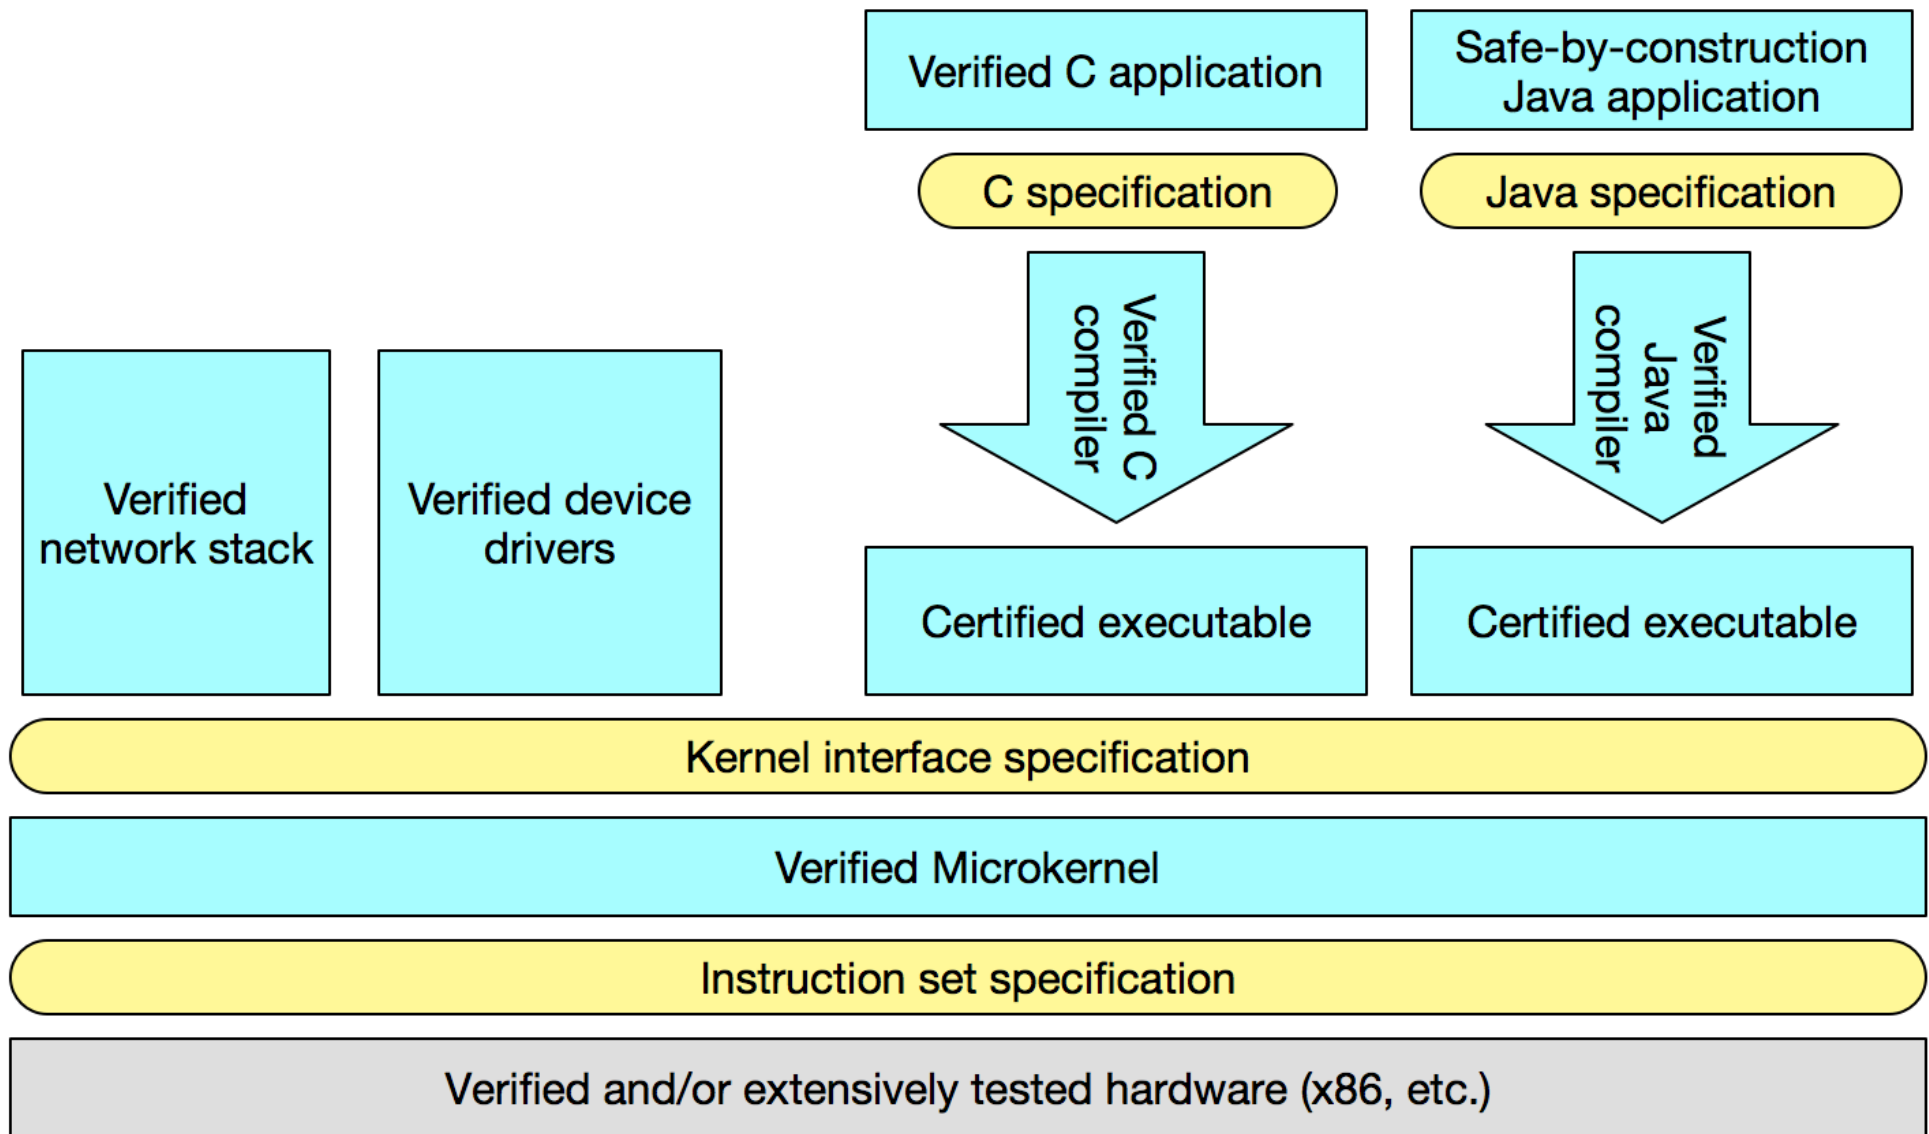 Verified C application
Safe-by-construction
Java application
C specification
Java specification
Verified C
compiler
Verified
Java
compiler
Verified
network stack
Verified device
drivers
Certified executable
Certified executable
Kernel interface specification
Verified Microkernel
Instruction set specification
Verified and/or extensively tested hardware (x86, etc.)